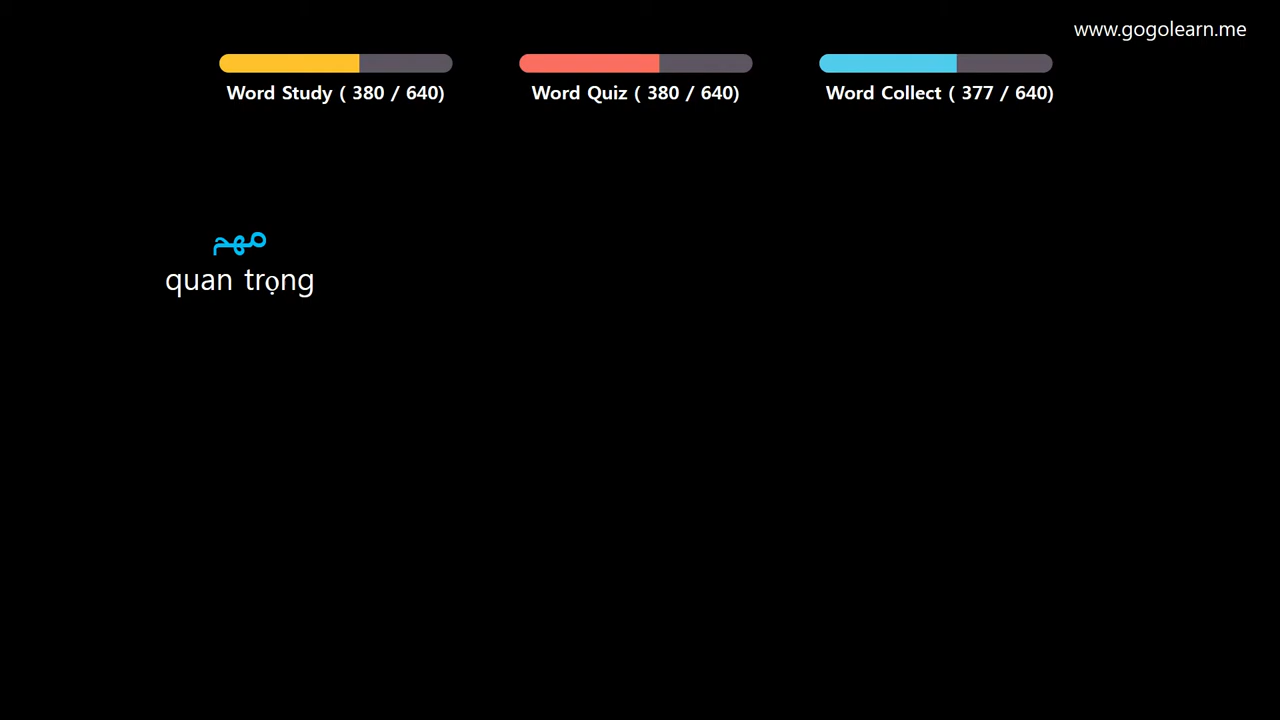 www.gogolearn.me
Word Study ( 380 / 640)
Word Quiz ( 380 / 640)
Word Collect ( 377 / 640)
مهم
quan trọng